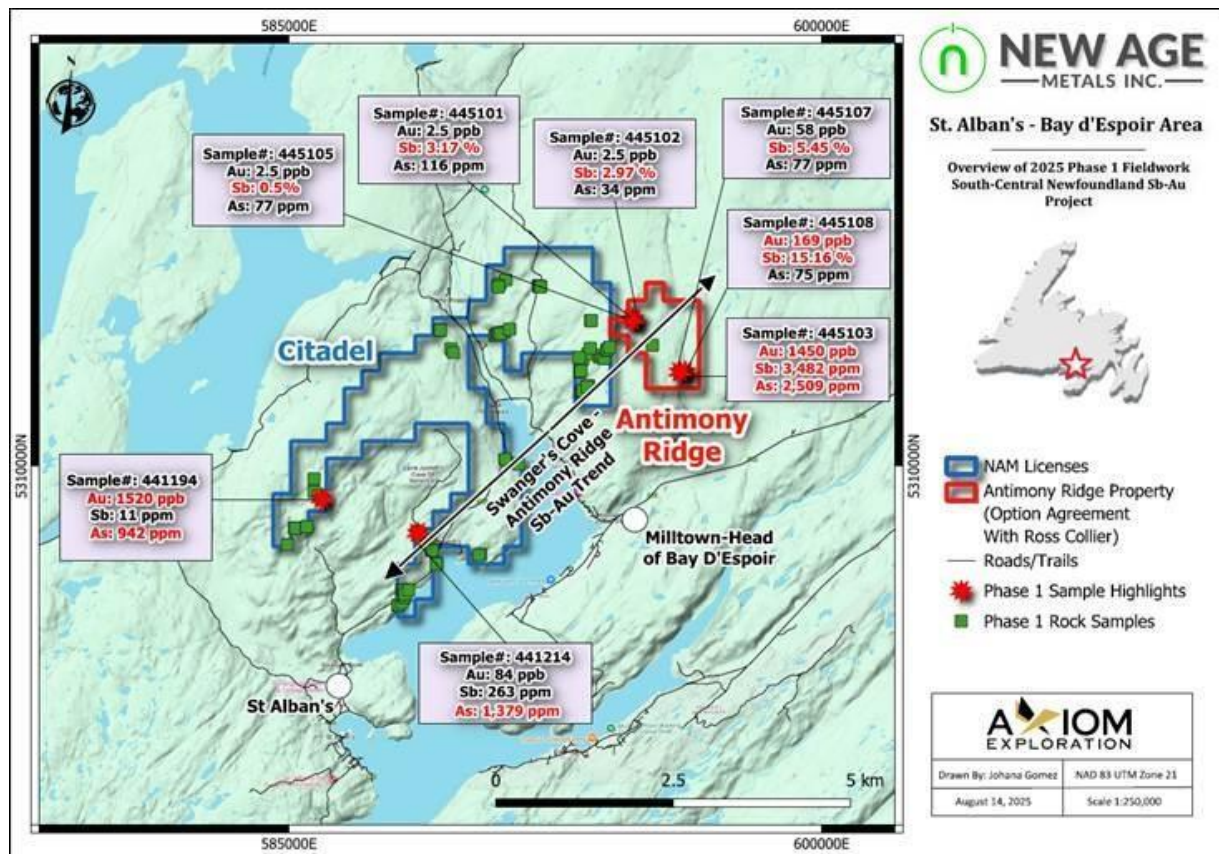 585000E
600000E
5310000N
5310000N
585000E
600000E
N
Sample#: 445105
Au: 2.5 ppb
Sb: 0.5%
As: 77 ppm
Sample#: 445101
Au: 2.5 ppb
Sb: 3.17 %
As: 116 ppm
Sample#: 445102
Au: 2.5 ppb
Sb: 2.97 %
As: 34 ppm
Sample#: 445107
Au: 58 ppb
Sb: 5.45 %
As: 77 ppm
Sample#: 445108
Au: 169 ppb
Sb: 15.16 %
As: 75 ppm
Sample#: 445103
Au: 1450 ppb
Sb: 3,482 ppm
As: 2,509 ppm
Citadel
Antimony
Ridge
Swanger's Cove -
Antimony Ridge
Sb-Au Trend
Sample#: 441194
Au: 1520 ppb
Sb: 11 ppm
As: 942 ppm
Milltown-Head
of Bay D'Espoir
Sample#: 441214
Au: 84 ppb
Sb: 263 ppm
As: 1,379 ppm
St Alban's
0
2.5
5 km
n
NEW AGE
METALS INC.
St. Alban's - Bay d'Espoir Area
Overview of 2025 Phase 1 Fieldwork
South-Central Newfoundland Sb-Au
Project
NAM Licenses
Antimony Ridge Property
(Option Agreement
With Ross Collier)
Roads/Trails
Phase 1 Sample Highlights
Phase 1 Rock Samples
AXIOM
EXPLORATION
Drawn By: Johana Gomez
NAD 83 UTM Zone 21
August 14, 2025
Scale 1:250,000